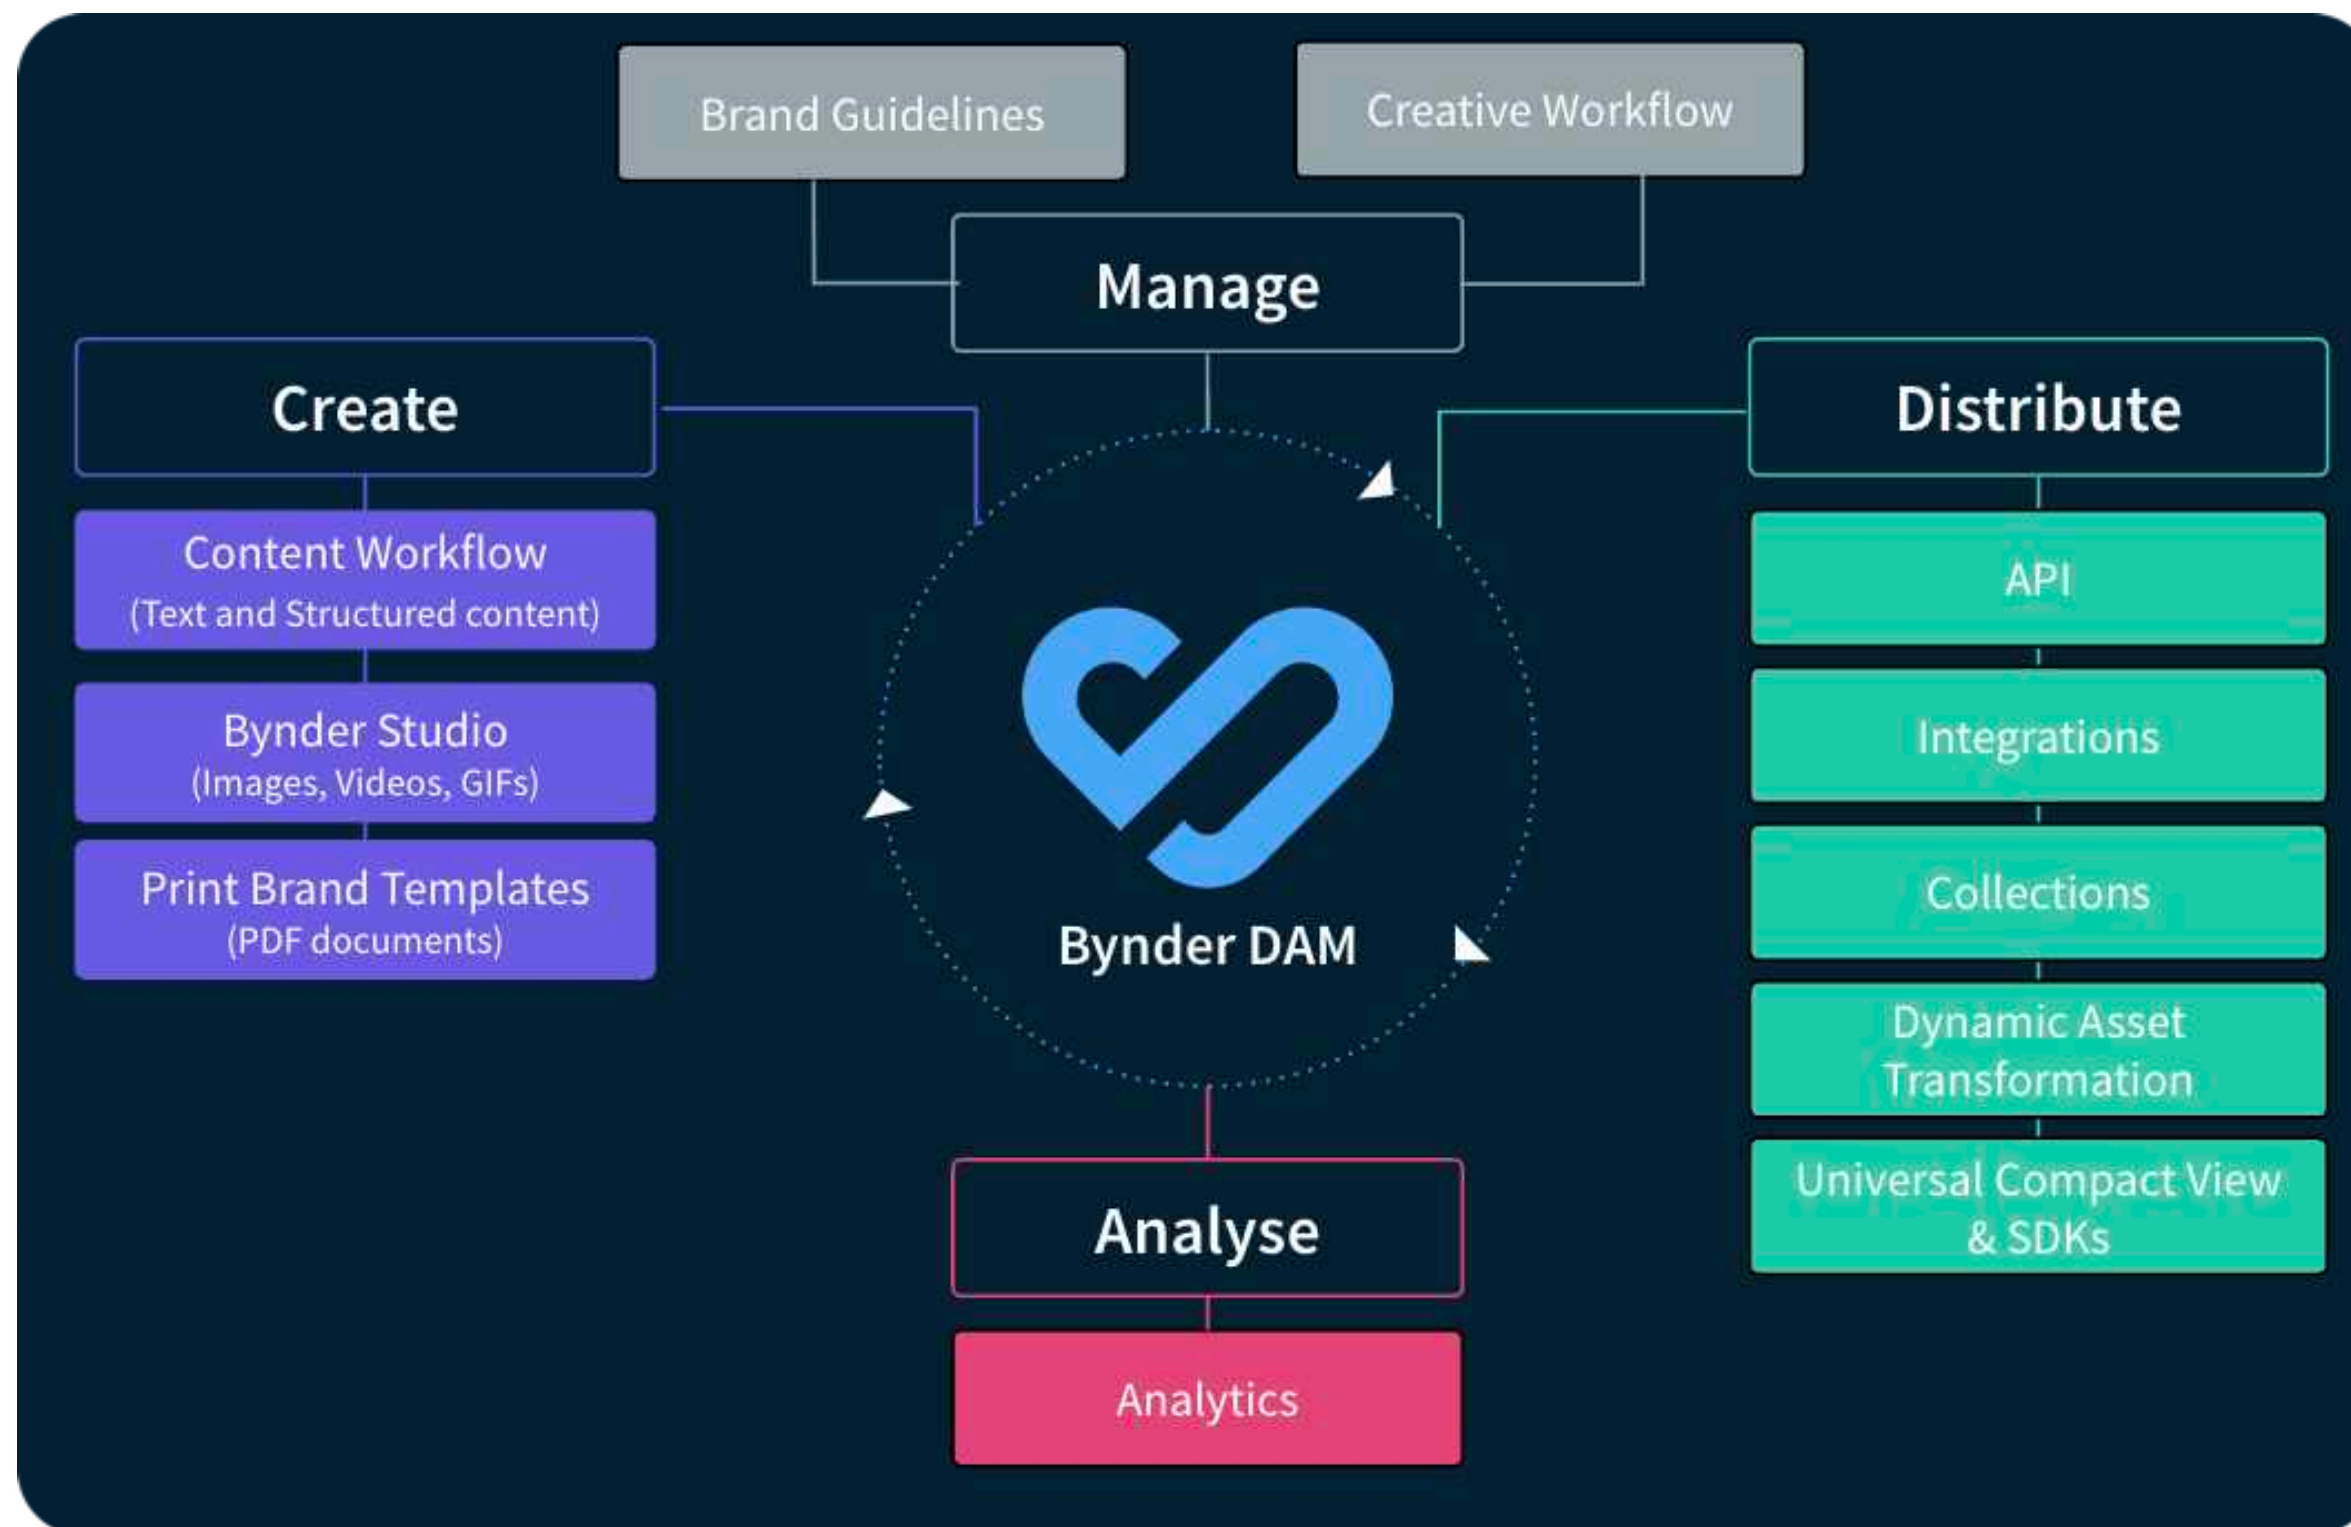 Brand Guidelines
Creative Workflow
Manage
Create
Content Workflow
(Text and Structured content)
Bynder Studio
(Images, Videos, GIFs)
Print Brand Templates
(PDF documents)
Bynder DAM
Distribute
API
Integrations
Collections
Dynamic Asset
Transformation
Universal Compact View
& SDKs
Analyse
Analytics